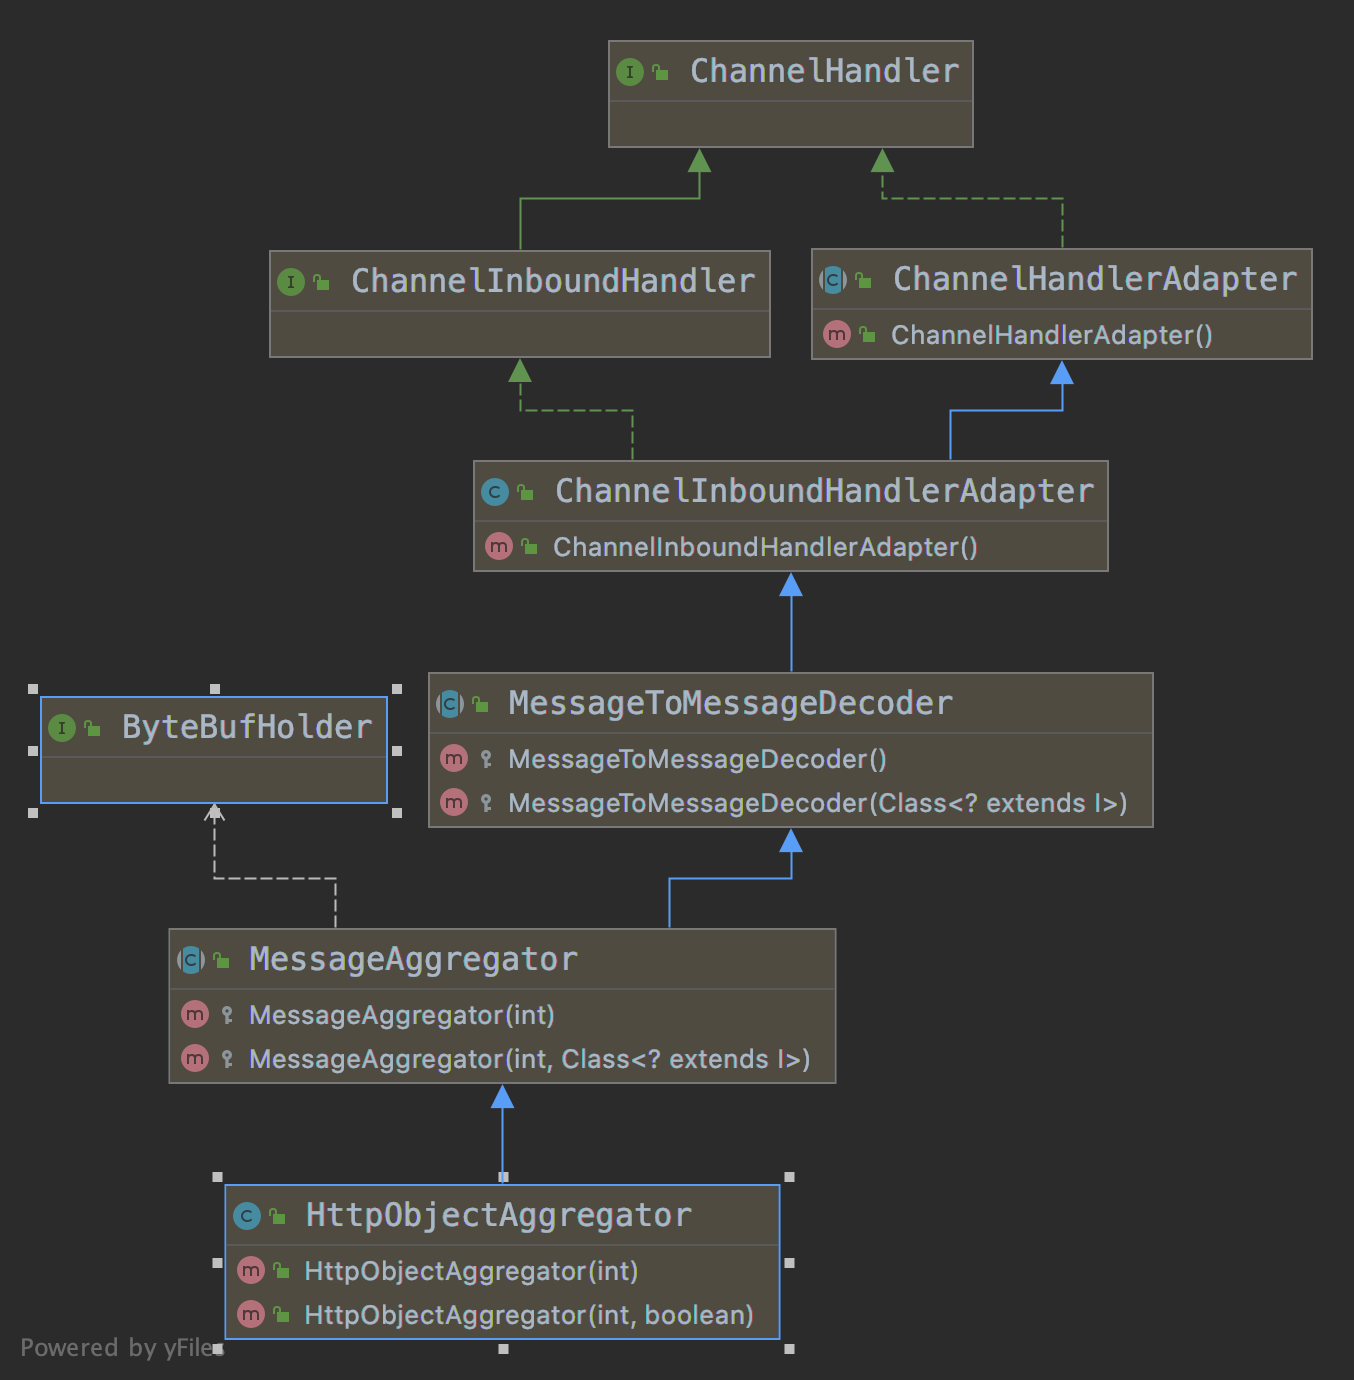 ChannelHandler
ChannelInboundHandler
ChannelHandlerAdapter
ChannelHandlerAdapter()
ChannelInboundHandlerAdapter
ChannelInboundHandlerAdapter()
ByteBufHolder
MessageToMessageDecoder
MessageToMessageDecoder()
MessageToMessageDecoder(Class<? extends I>)
MessageAggregator
MessageAggregator(int)
MessageAggregator(int, Class<? extends I>)
HttpObjectAggregator
HttpObjectAggregator(int)
HttpObjectAggregator(int, boolean)
Powered by yFiles